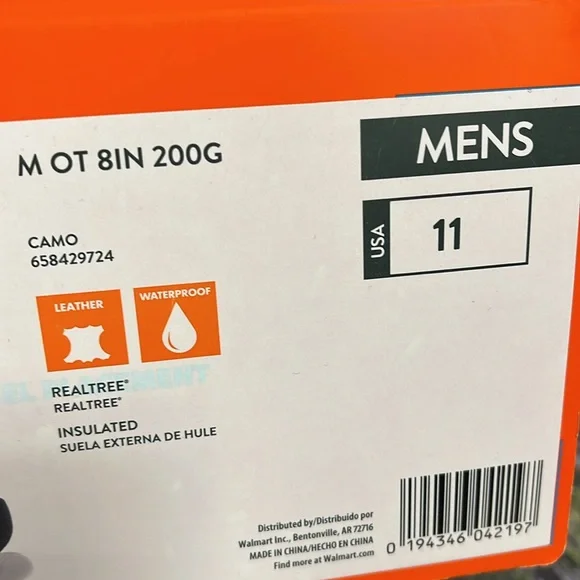 M OT 8IN 200G
MENS
USA
11
CAMO
658429724
LEATHER
WATERPROOF
REALTREE®
REALTREE®
INSULATED
SUELA EXTERNA DE HULE
Distributed by/Distribuido por
Walmart Inc., Bentonville, AR 72716
MADE IN CHINA/HECHO EN CHINA
Find more at Walmart.com
0 194346 042197